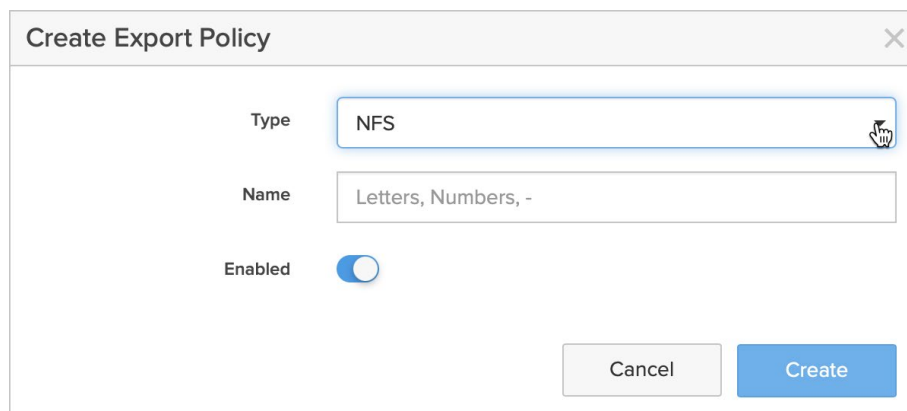 Create Export Policy
Type
NFS
Name
Letters, Numbers, -
Enabled
Cancel
Create